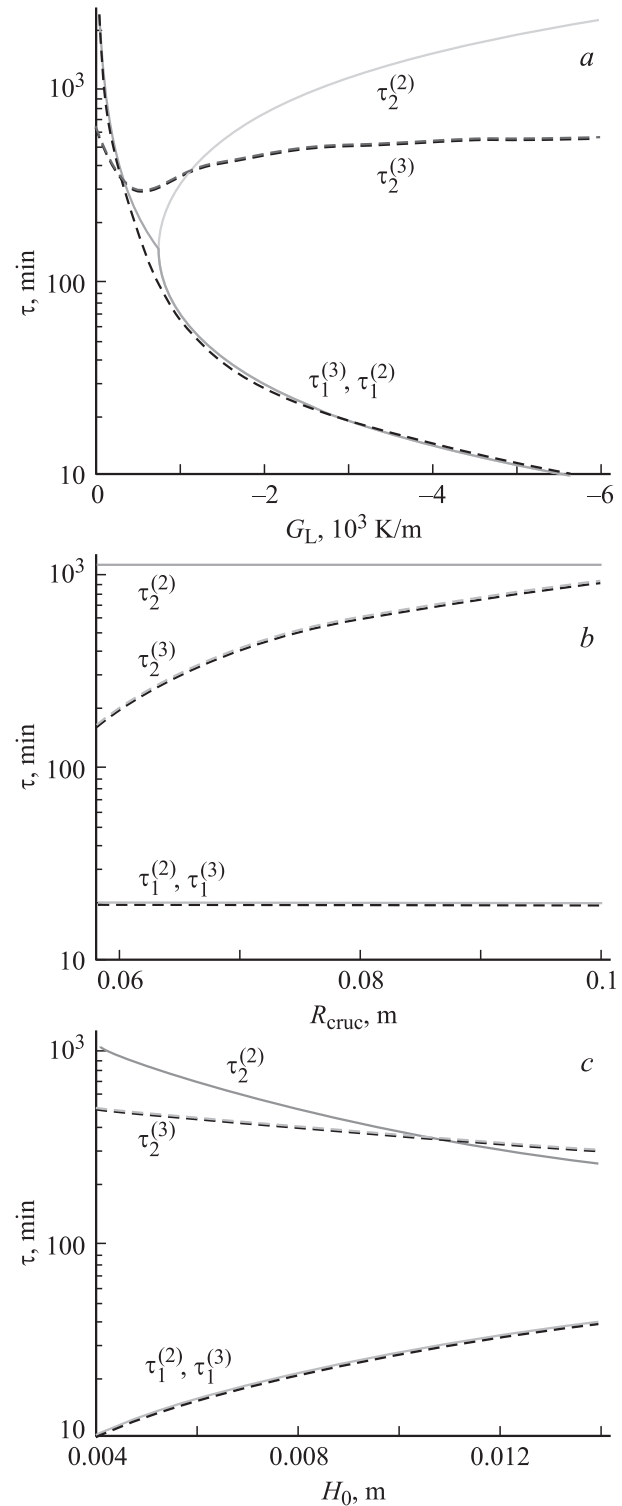 a
10³
τ₂⁽²⁾
τ₂⁽³⁾
τ, min
100
τ₁⁽³⁾, τ₁⁽²⁾
10
0 −2 −4 −6
G_L, 10³ K/m
10³
τ₂⁽²⁾
b
τ₂⁽³⁾
τ, min
100
τ₁⁽²⁾, τ₁⁽³⁾
10
0.06 0.08 0.1
R_cruc, m
10³
τ₂⁽²⁾
c
τ₂⁽³⁾
τ, min
100
τ₁⁽²⁾, τ₁⁽³⁾
10
0.004 0.008 0.012
H₀, m